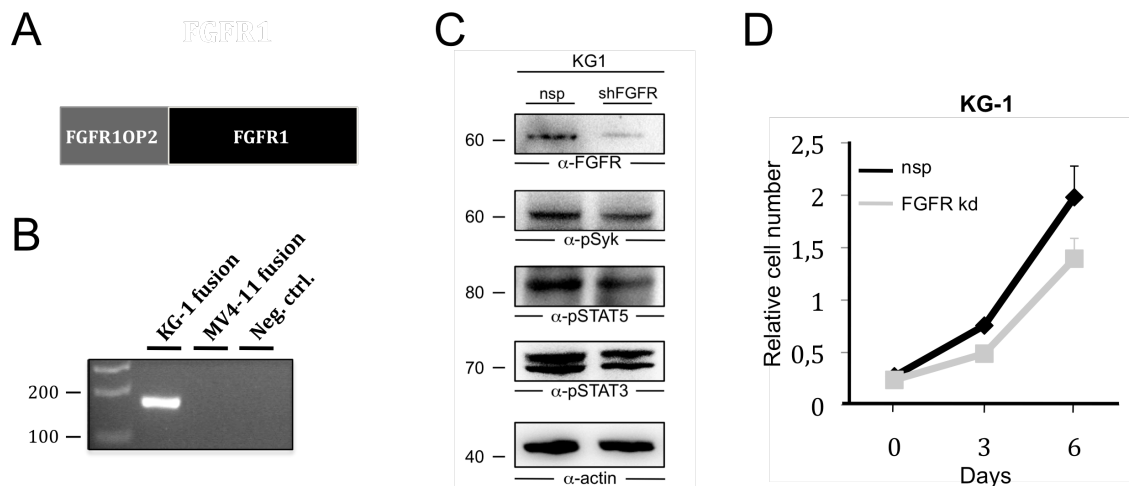 A
FGFR1
FGFR1OP2
FGFR1
B
KG-1 fusion
MV4-11 fusion
Neg. ctrl.
200
100
C
KG1
nsp
shFGFR
60
α-FGFR
60
α-pSyk
80
α-pSTAT5
70
α-pSTAT3
40
α-actin
D
KG-1
Relative cell number
2,5
2
1,5
1
0,5
0
nsp
FGFR kd
0 3 6
Days